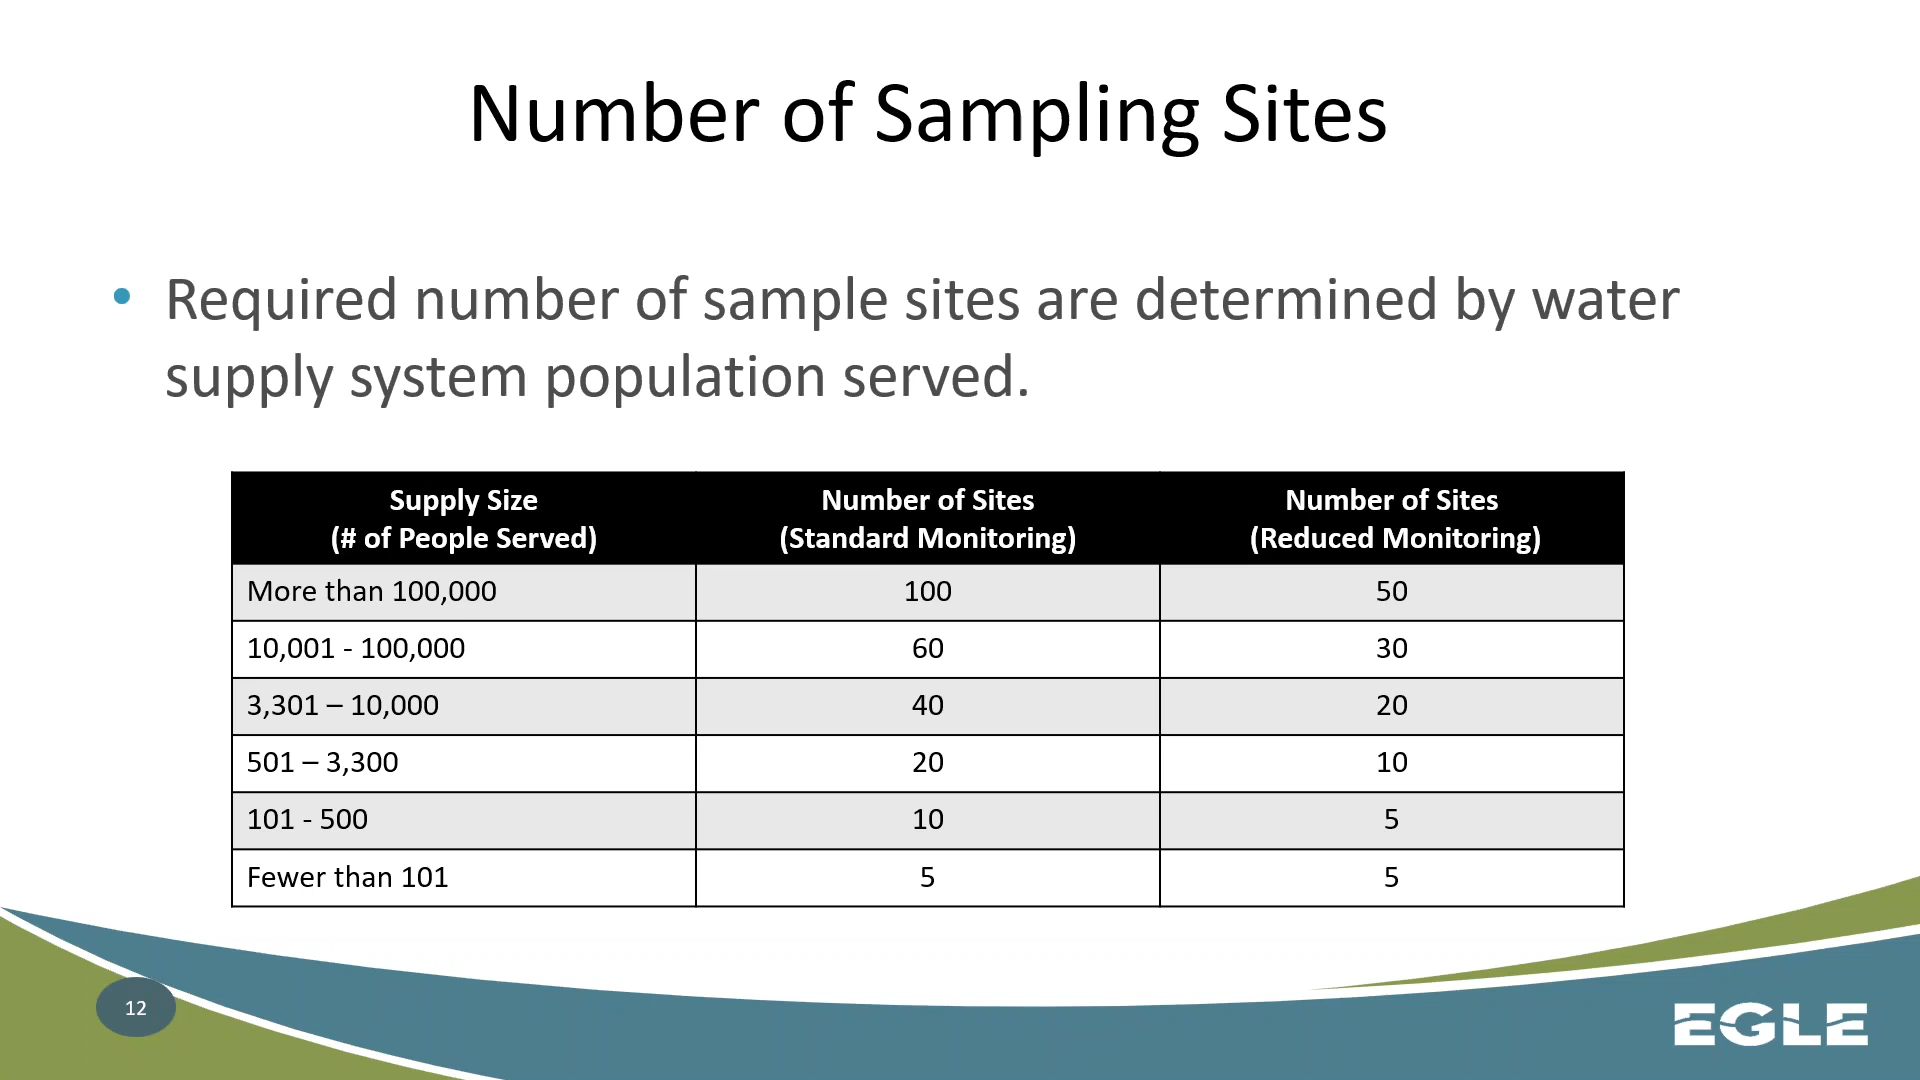 Number of Sampling Sites
• Required number of sample sites are determined by water
supply system population served.
Supply Size
(# of People Served)
Number of Sites
(Standard Monitoring)
Number of Sites
(Reduced Monitoring)
More than 100,000 100 50
10,001 - 100,000 60 30
3,301 – 10,000 40 20
501 – 3,300 20 10
101 - 500 10 5
Fewer than 101 5 5
12
EGLE